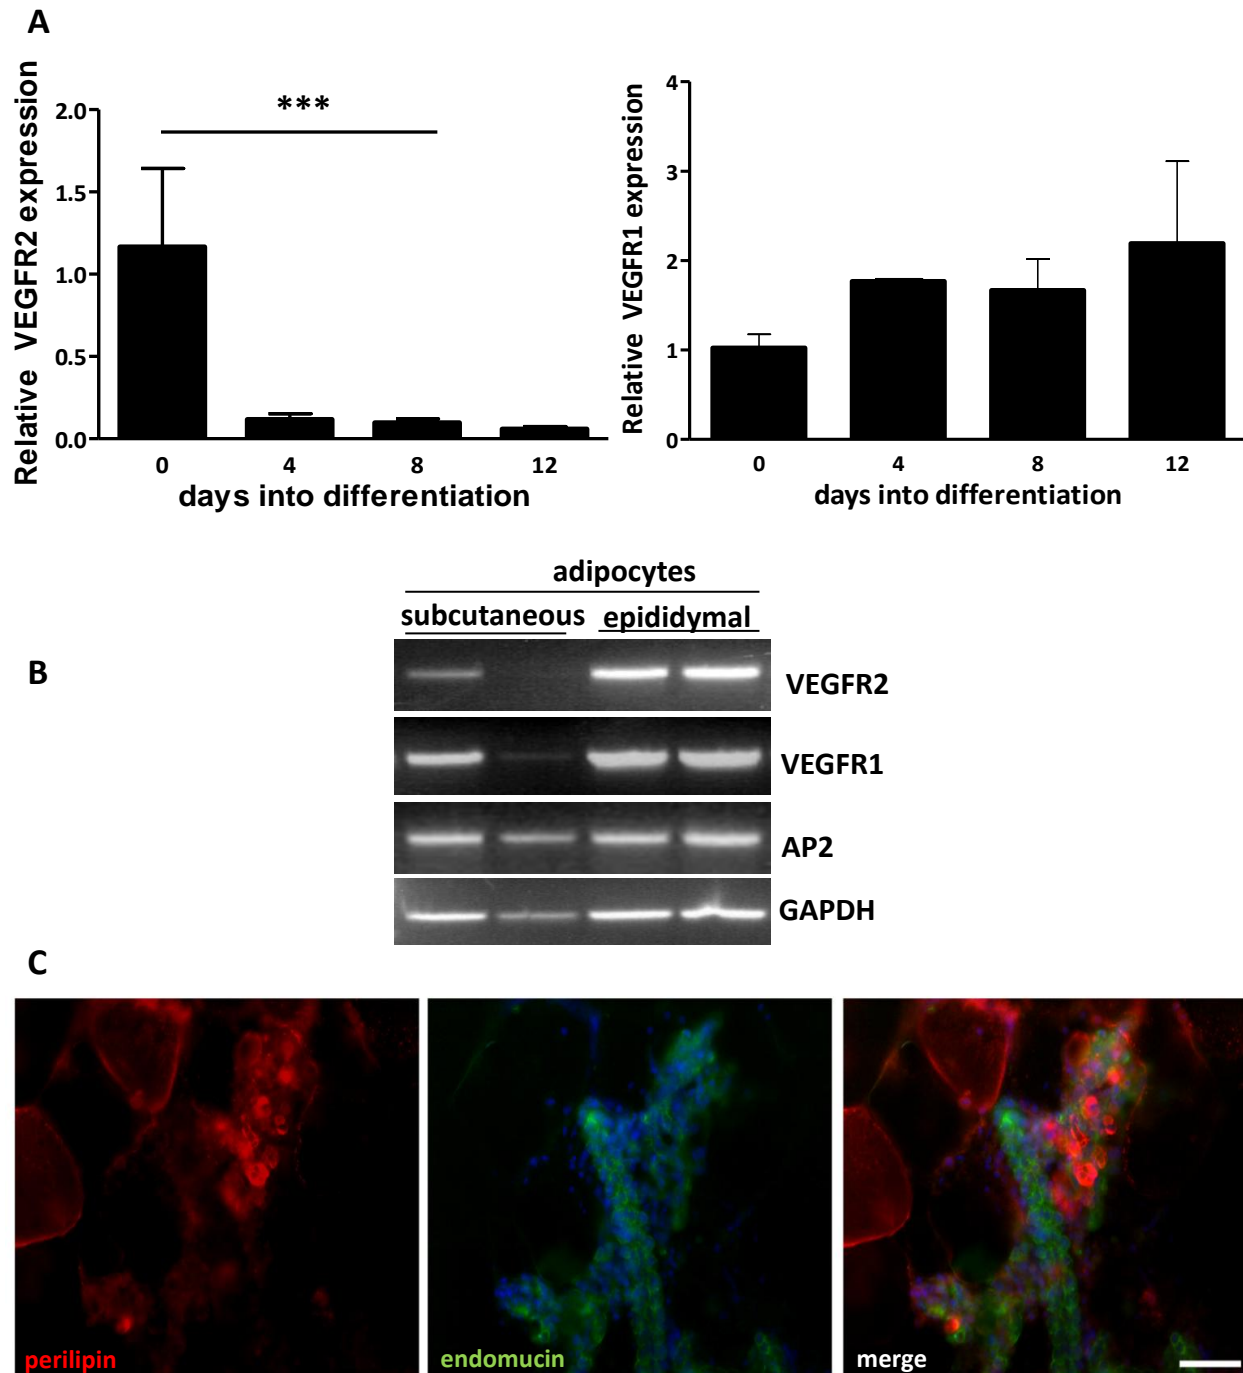 A
Relative VEGFR2 expression
2.0
1.5
1.0
0.5
0.0
***
0 4 8 12
days into differentiation
Relative VEGFR1 expression
4
3
2
1
0
0 4 8 12
days into differentiation
B
adipocytes
subcutaneous epididymal
VEGFR2
VEGFR1
AP2
GAPDH
C
perilipin
endomucin
merge